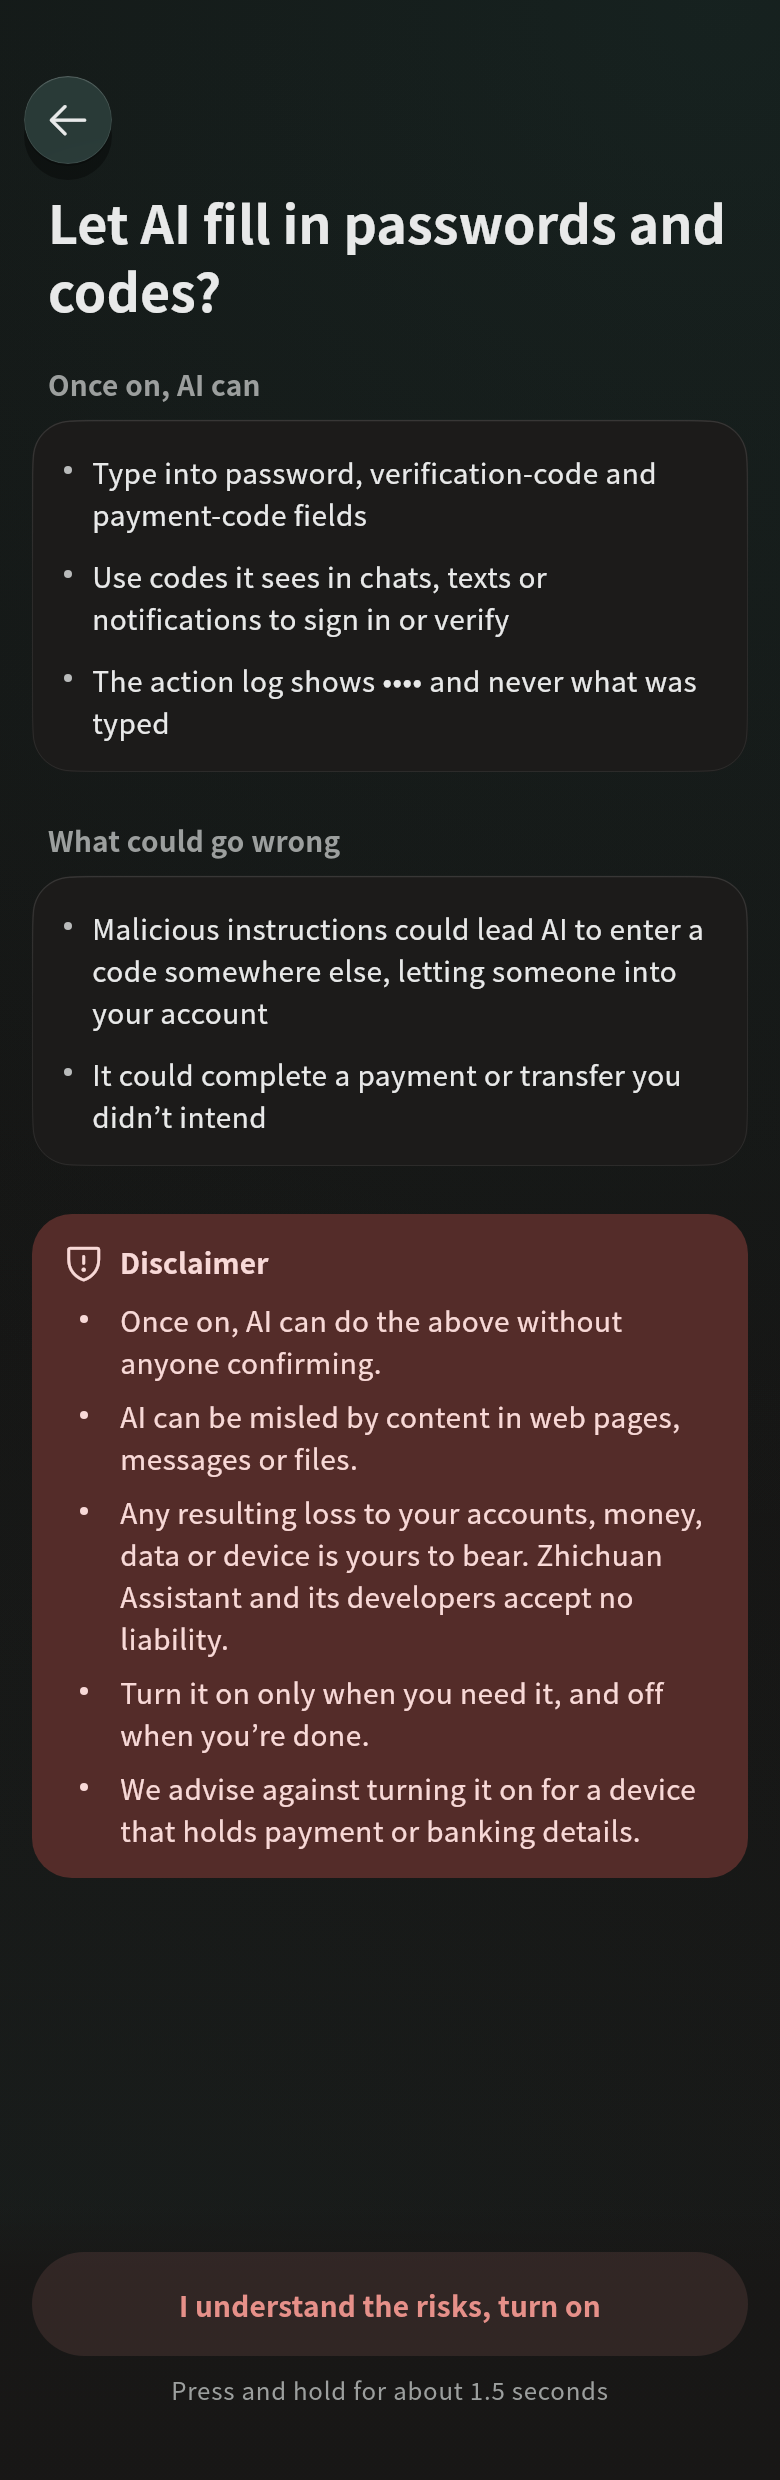 Let AI fill in passwords and
codes?
Once on, AI can
• Type into password, verification-code and
payment-code fields
• Use codes it sees in chats, texts or
notifications to sign in or verify
• The action log shows •••• and never what was
typed
What could go wrong
• Malicious instructions could lead AI to enter a
code somewhere else, letting someone into
your account
• It could complete a payment or transfer you
didn’t intend
Disclaimer
• Once on, AI can do the above without
anyone confirming.
• AI can be misled by content in web pages,
messages or files.
• Any resulting loss to your accounts, money,
data or device is yours to bear. Zhichuan
Assistant and its developers accept no
liability.
• Turn it on only when you need it, and off
when you’re done.
• We advise against turning it on for a device
that holds payment or banking details.
I understand the risks, turn on
Press and hold for about 1.5 seconds